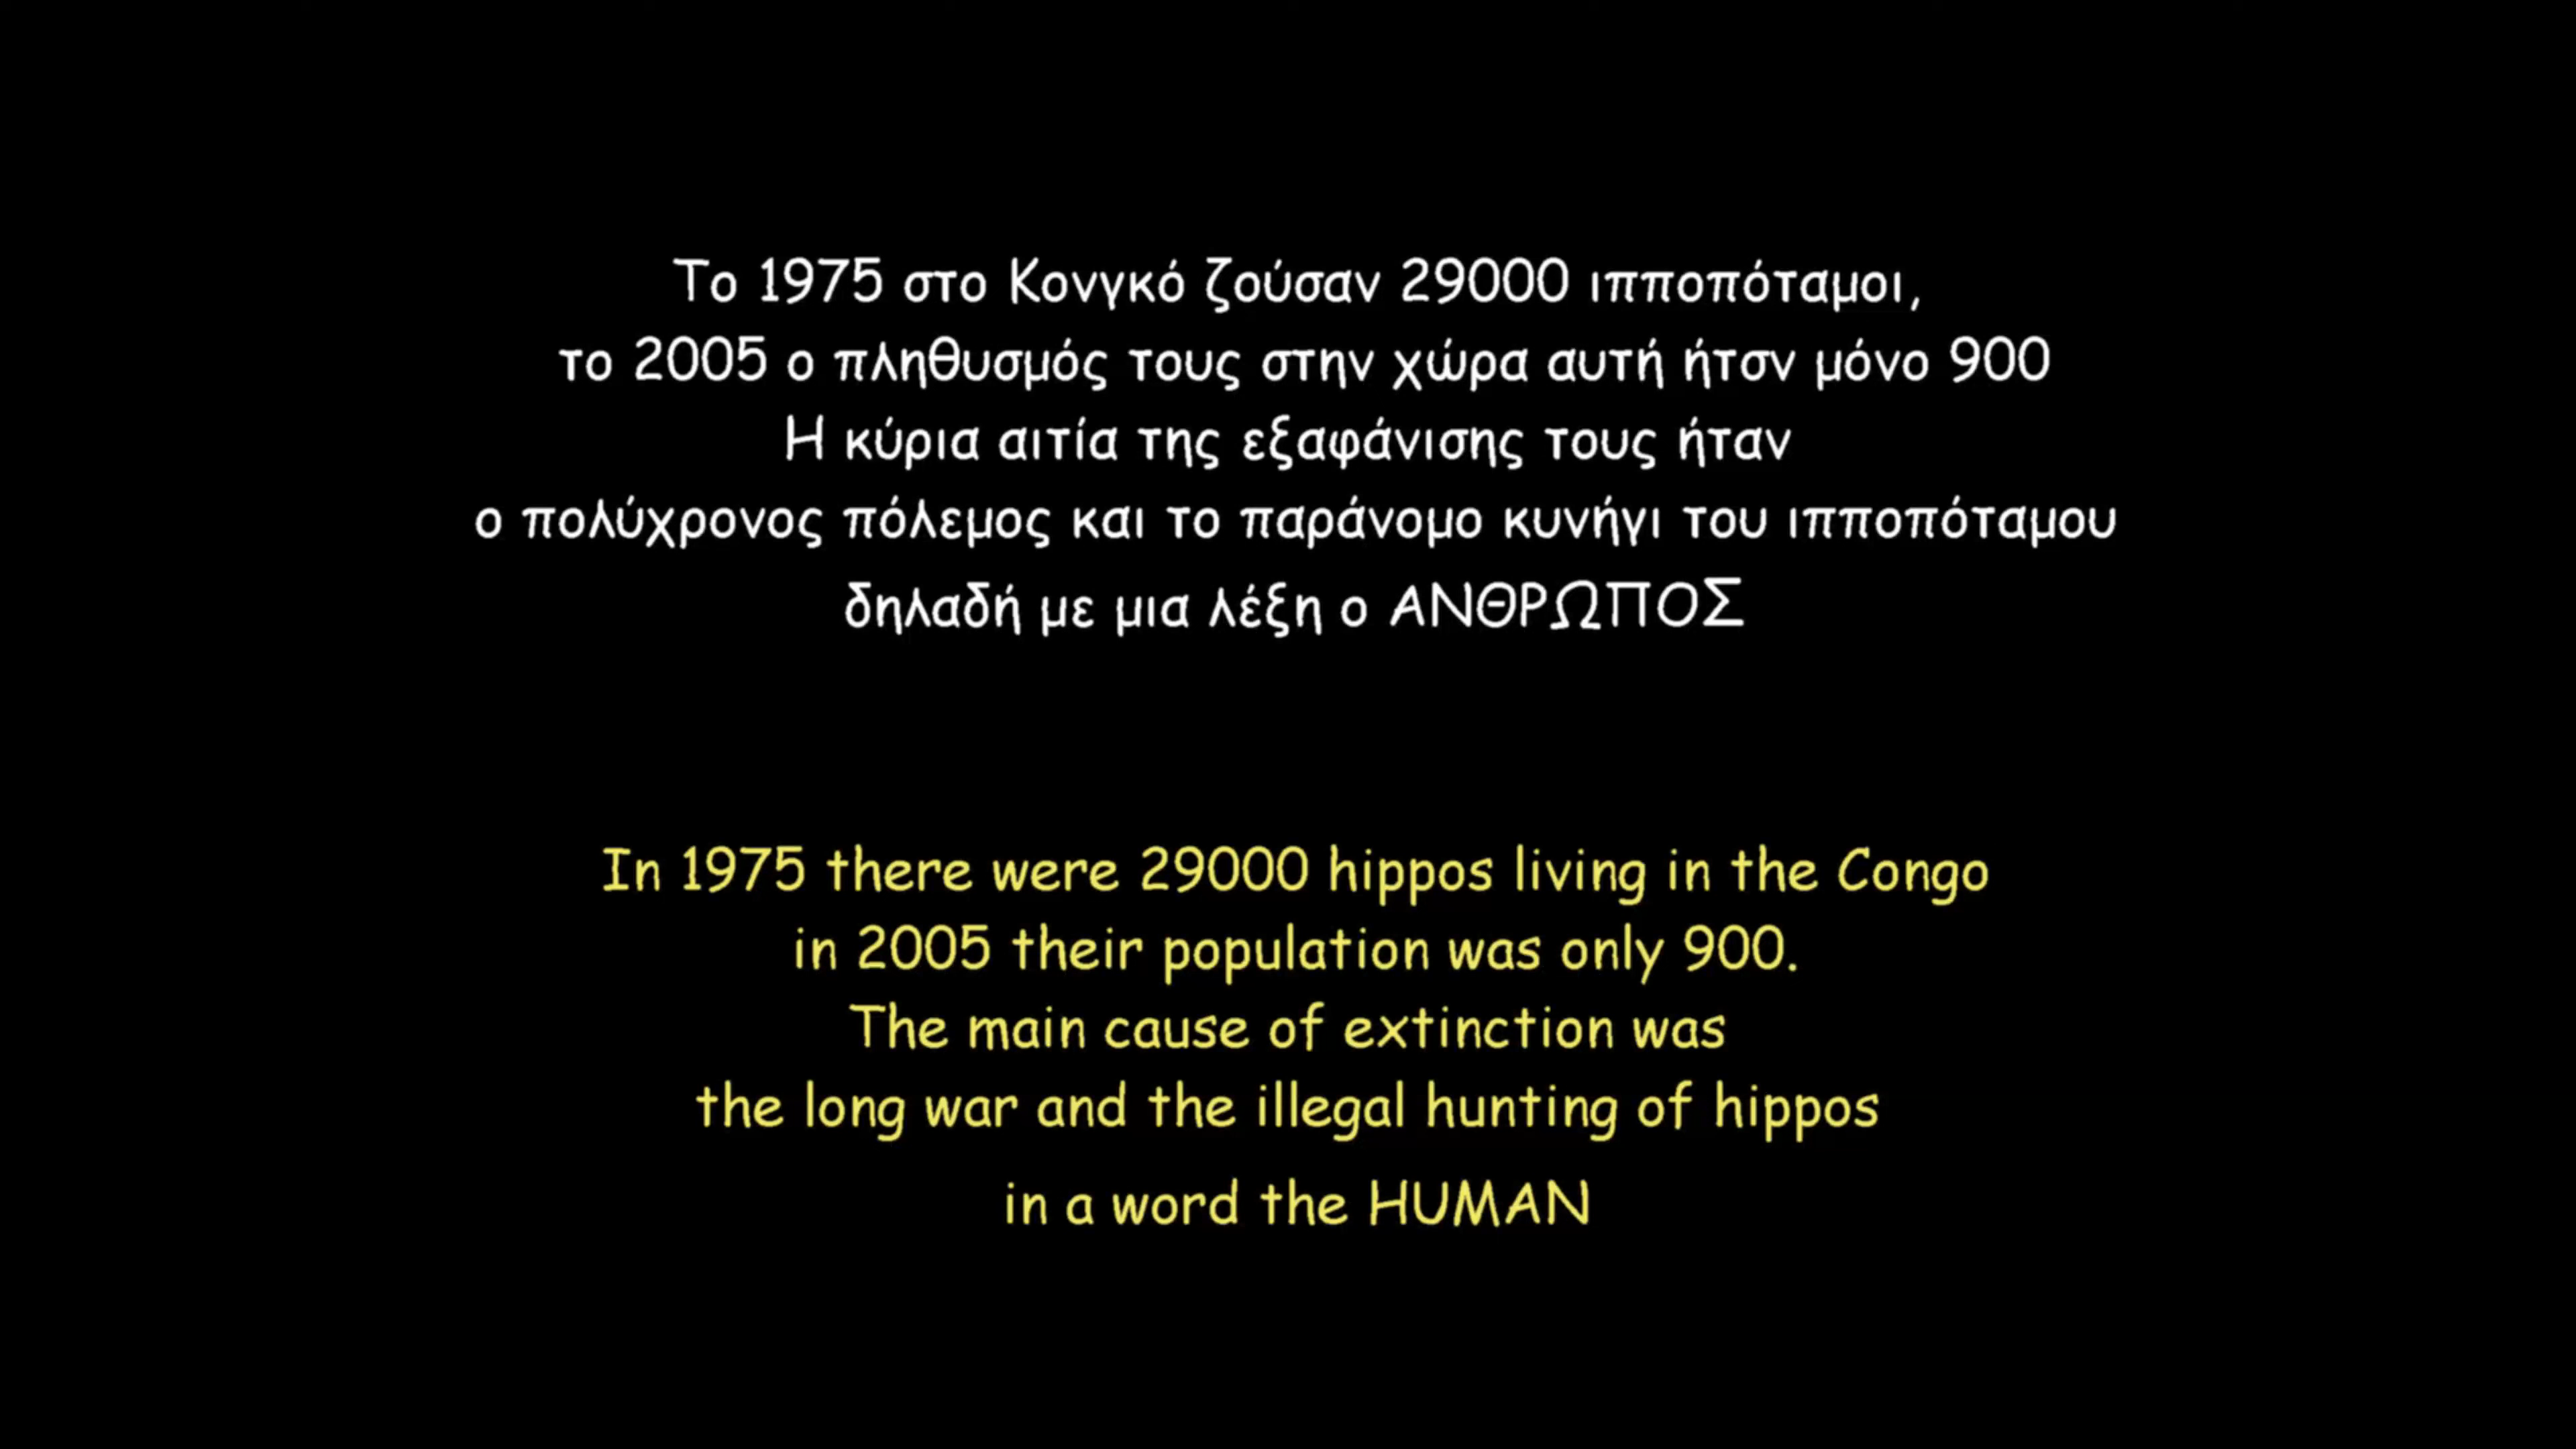 Το 1975 στο Κονγκό ζούσαν 29000 ιπποπόταμοι,
το 2005 ο πληθυσμός τους στην χώρα αυτή ήτσν μόνο 900
Η κύρια αιτία της εξαφάνισης τους ήταν
ο πολύχρονος πόλεμος και το παράνομο κυνήγι του ιπποπόταμου
δηλαδή με μια λέξη ο ΑΝΘΡΩΠΟΣ
In 1975 there were 29000 hippos living in the Congo
in 2005 their population was only 900.
The main cause of extinction was
the long war and the illegal hunting of hippos
in a word the HUMAN